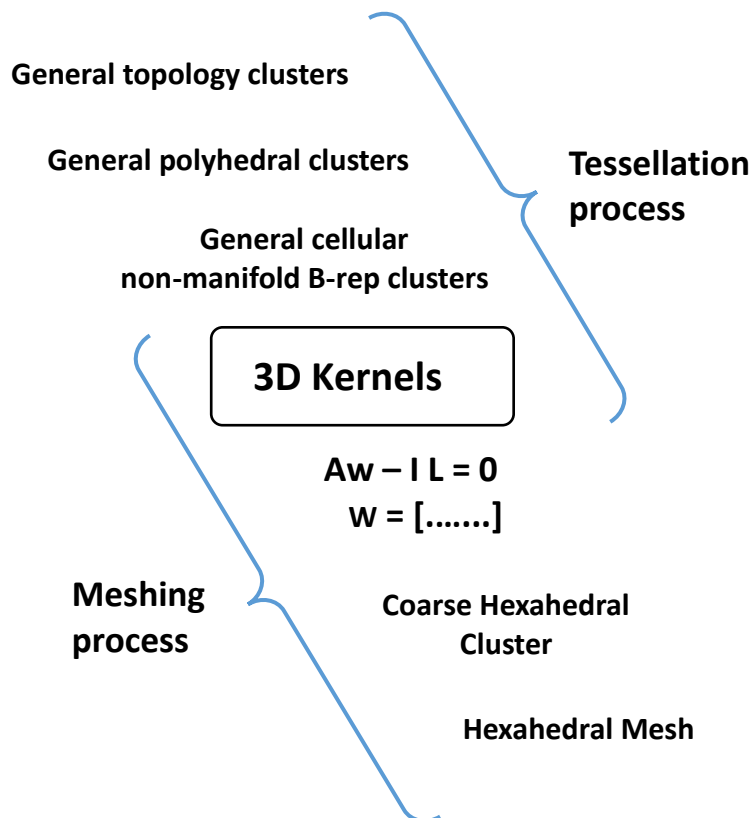 General topology clusters
General polyhedral clusters
Tessellation
process
General cellular
non-manifold B-rep clusters
3D Kernels
Aw – I L = 0
W = [.......]
Meshing
process
Coarse Hexahedral
Cluster
Hexahedral Mesh